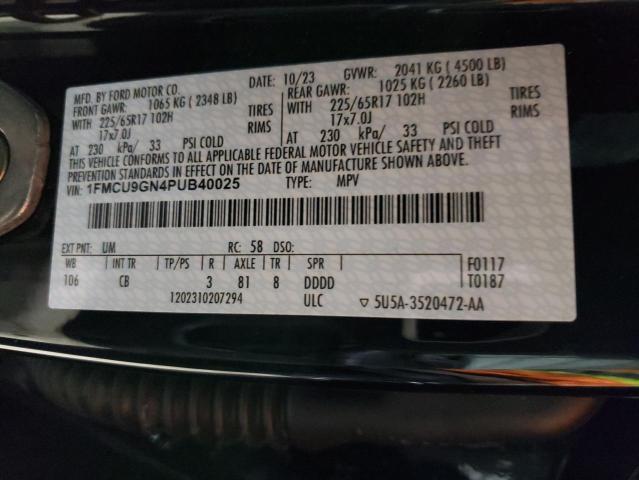 MFD. BY FORD MOTOR CO.
DATE: 10/23 GVWR: 2041 KG ( 4500 LB)
FRONT GAWR: 1065 KG ( 2348 LB)
REAR GAWR: 1025 KG ( 2260 LB)
WITH 225/65R17 102H TIRES
WITH 225/65R17 102H TIRES
17x7.0J RIMS
17x7.0J RIMS
AT 230 kPa/ 33 PSI COLD
AT 230 kPa/ 33 PSI COLD
THIS VEHICLE CONFORMS TO ALL APPLICABLE FEDERAL MOTOR VEHICLE SAFETY AND THEFT
PREVENTION STANDARDS IN EFFECT ON THE DATE OF MANUFACTURE SHOWN ABOVE.
VIN: 1FMCU9GN4PUB40025 TYPE: MPV
EXT PNT: UM RC: 58 DSO:
WB INT TR TP/PS R AXLE TR SPR F0117
106 CB 3 81 8 DDDD T0187
1202310207294 ULC ▽ 5U5A-3520472-AA